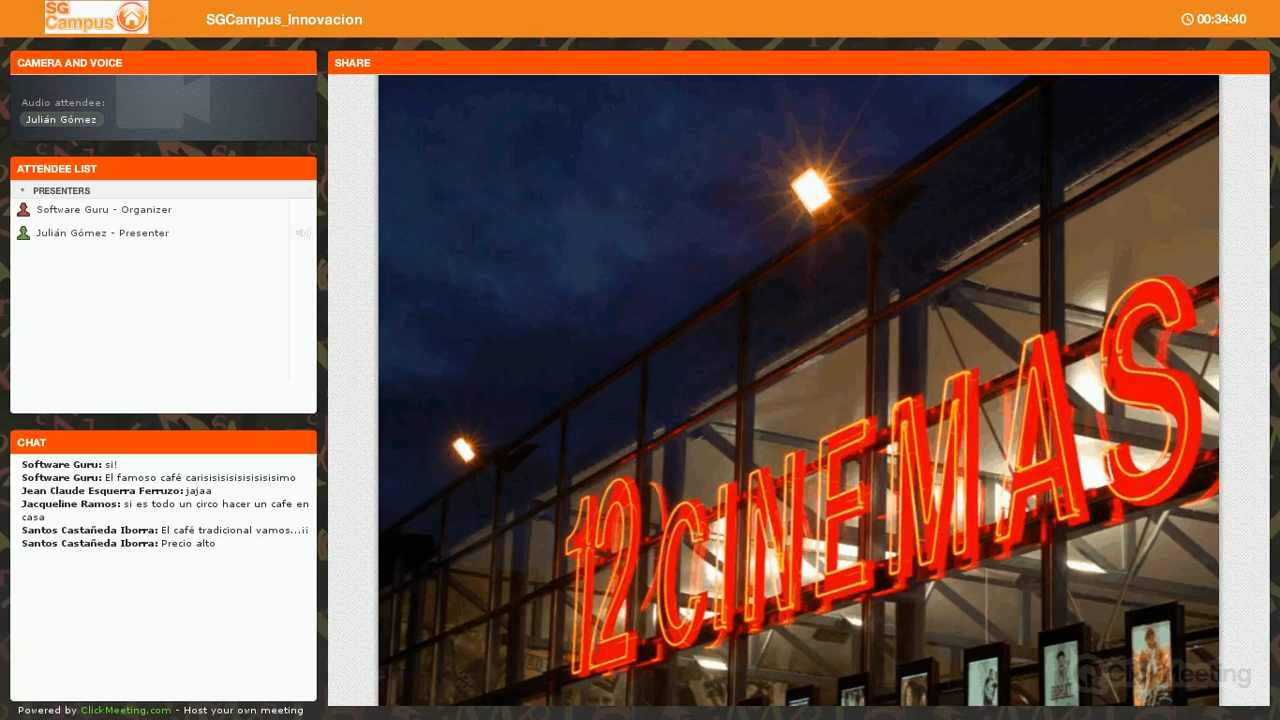 SG
Campus
SGCampus_Innovacion
00:34:40
CAMERA AND VOICE
Audio attendee:
Julián Gómez
ATTENDEE LIST
PRESENTERS
Software Guru - Organizer
Julián Gómez - Presenter
CHAT
Software Guru: si!
Software Guru: El famoso café carisisisisisisisisisimo
Jean Claude Esquerra Ferruzo: jajaa
Jacqueline Ramos: si es todo un circo hacer un cafe en
casa
Santos Castañeda Iborra: El café tradicional vamos...¡¡
Santos Castañeda Iborra: Precio alto
Powered by ClickMeeting.com - Host your own meeting
SHARE
12 CINEMAS
ClickMeeting